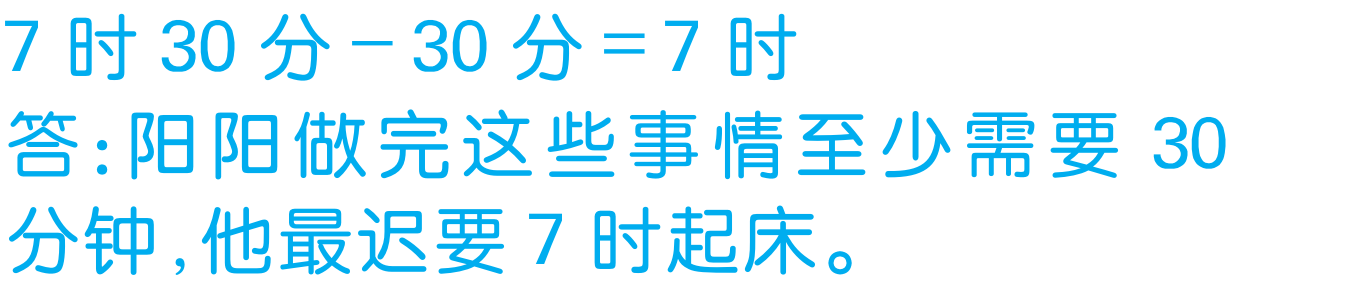 7 时 30 分－30 分＝7 时
答:阳阳做完这些事情至少需要 30
分钟,他最迟要 7 时起床。